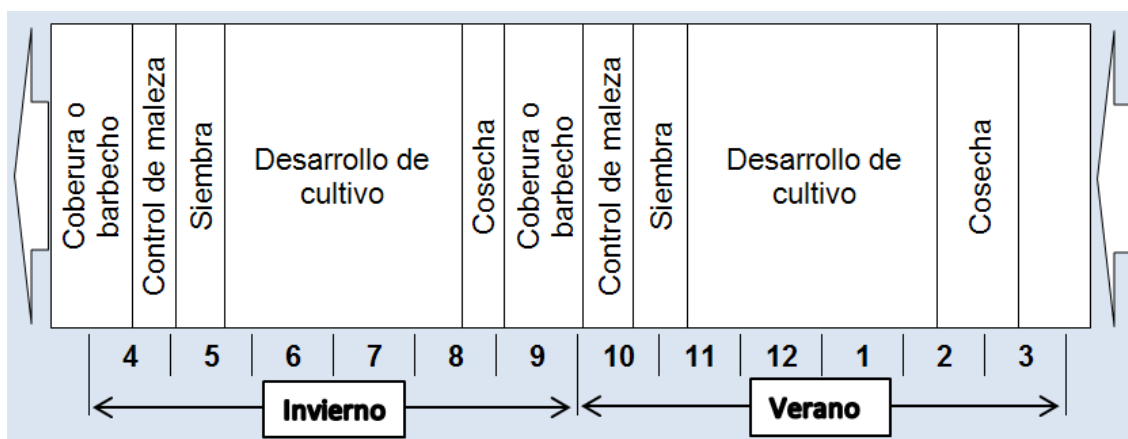 Coberura o
barbecho
Control de maleza
Siembra
Desarrollo de
cultivo
Cosecha
Coberura o
barbecho
Control de maleza
Siembra
Desarrollo de
cultivo
Cosecha
4 5 6 7 8 9 10 11 12 1 2 3
Invierno Verano